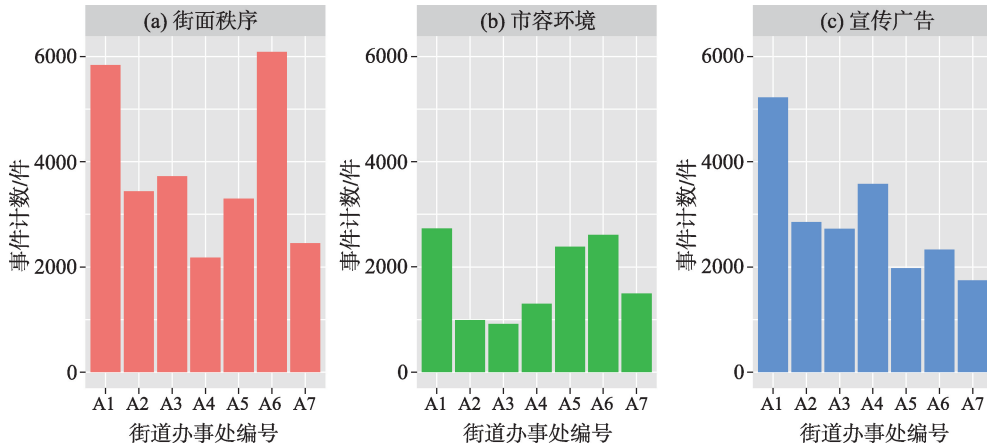 (a) 街面秩序
6000
4000
2000
0
事件计数/件
A1 A2 A3 A4 A5 A6 A7
街道办事处编号
(b) 市容环境
6000
4000
2000
0
事件计数/件
A1 A2 A3 A4 A5 A6 A7
街道办事处编号
(c) 宣传广告
6000
4000
2000
0
事件计数/件
A1 A2 A3 A4 A5 A6 A7
街道办事处编号